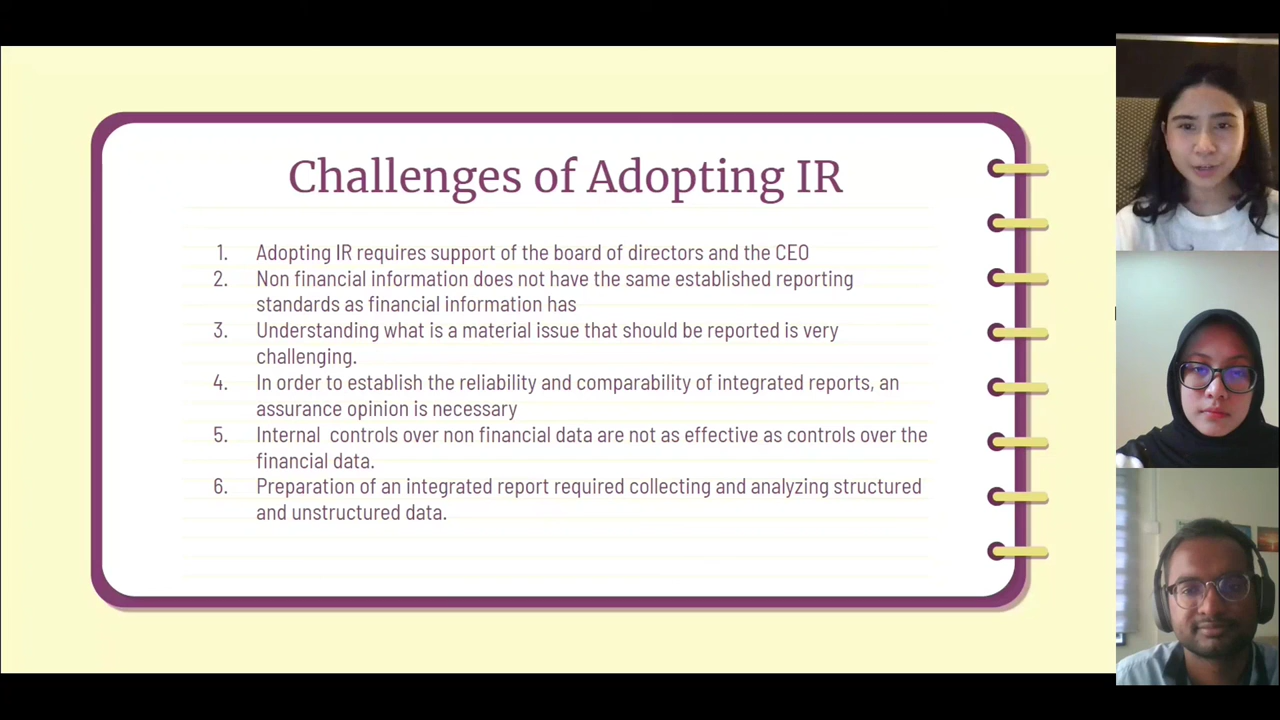 Challenges of Adopting IR
1. Adopting IR requires support of the board of directors and the CEO
2. Non financial information does not have the same established reporting
standards as financial information has
3. Understanding what is a material issue that should be reported is very
challenging.
4. In order to establish the reliability and comparability of integrated reports, an
assurance opinion is necessary
5. Internal  controls over non financial data are not as effective as controls over the
financial data.
6. Preparation of an integrated report required collecting and analyzing structured
and unstructured data.